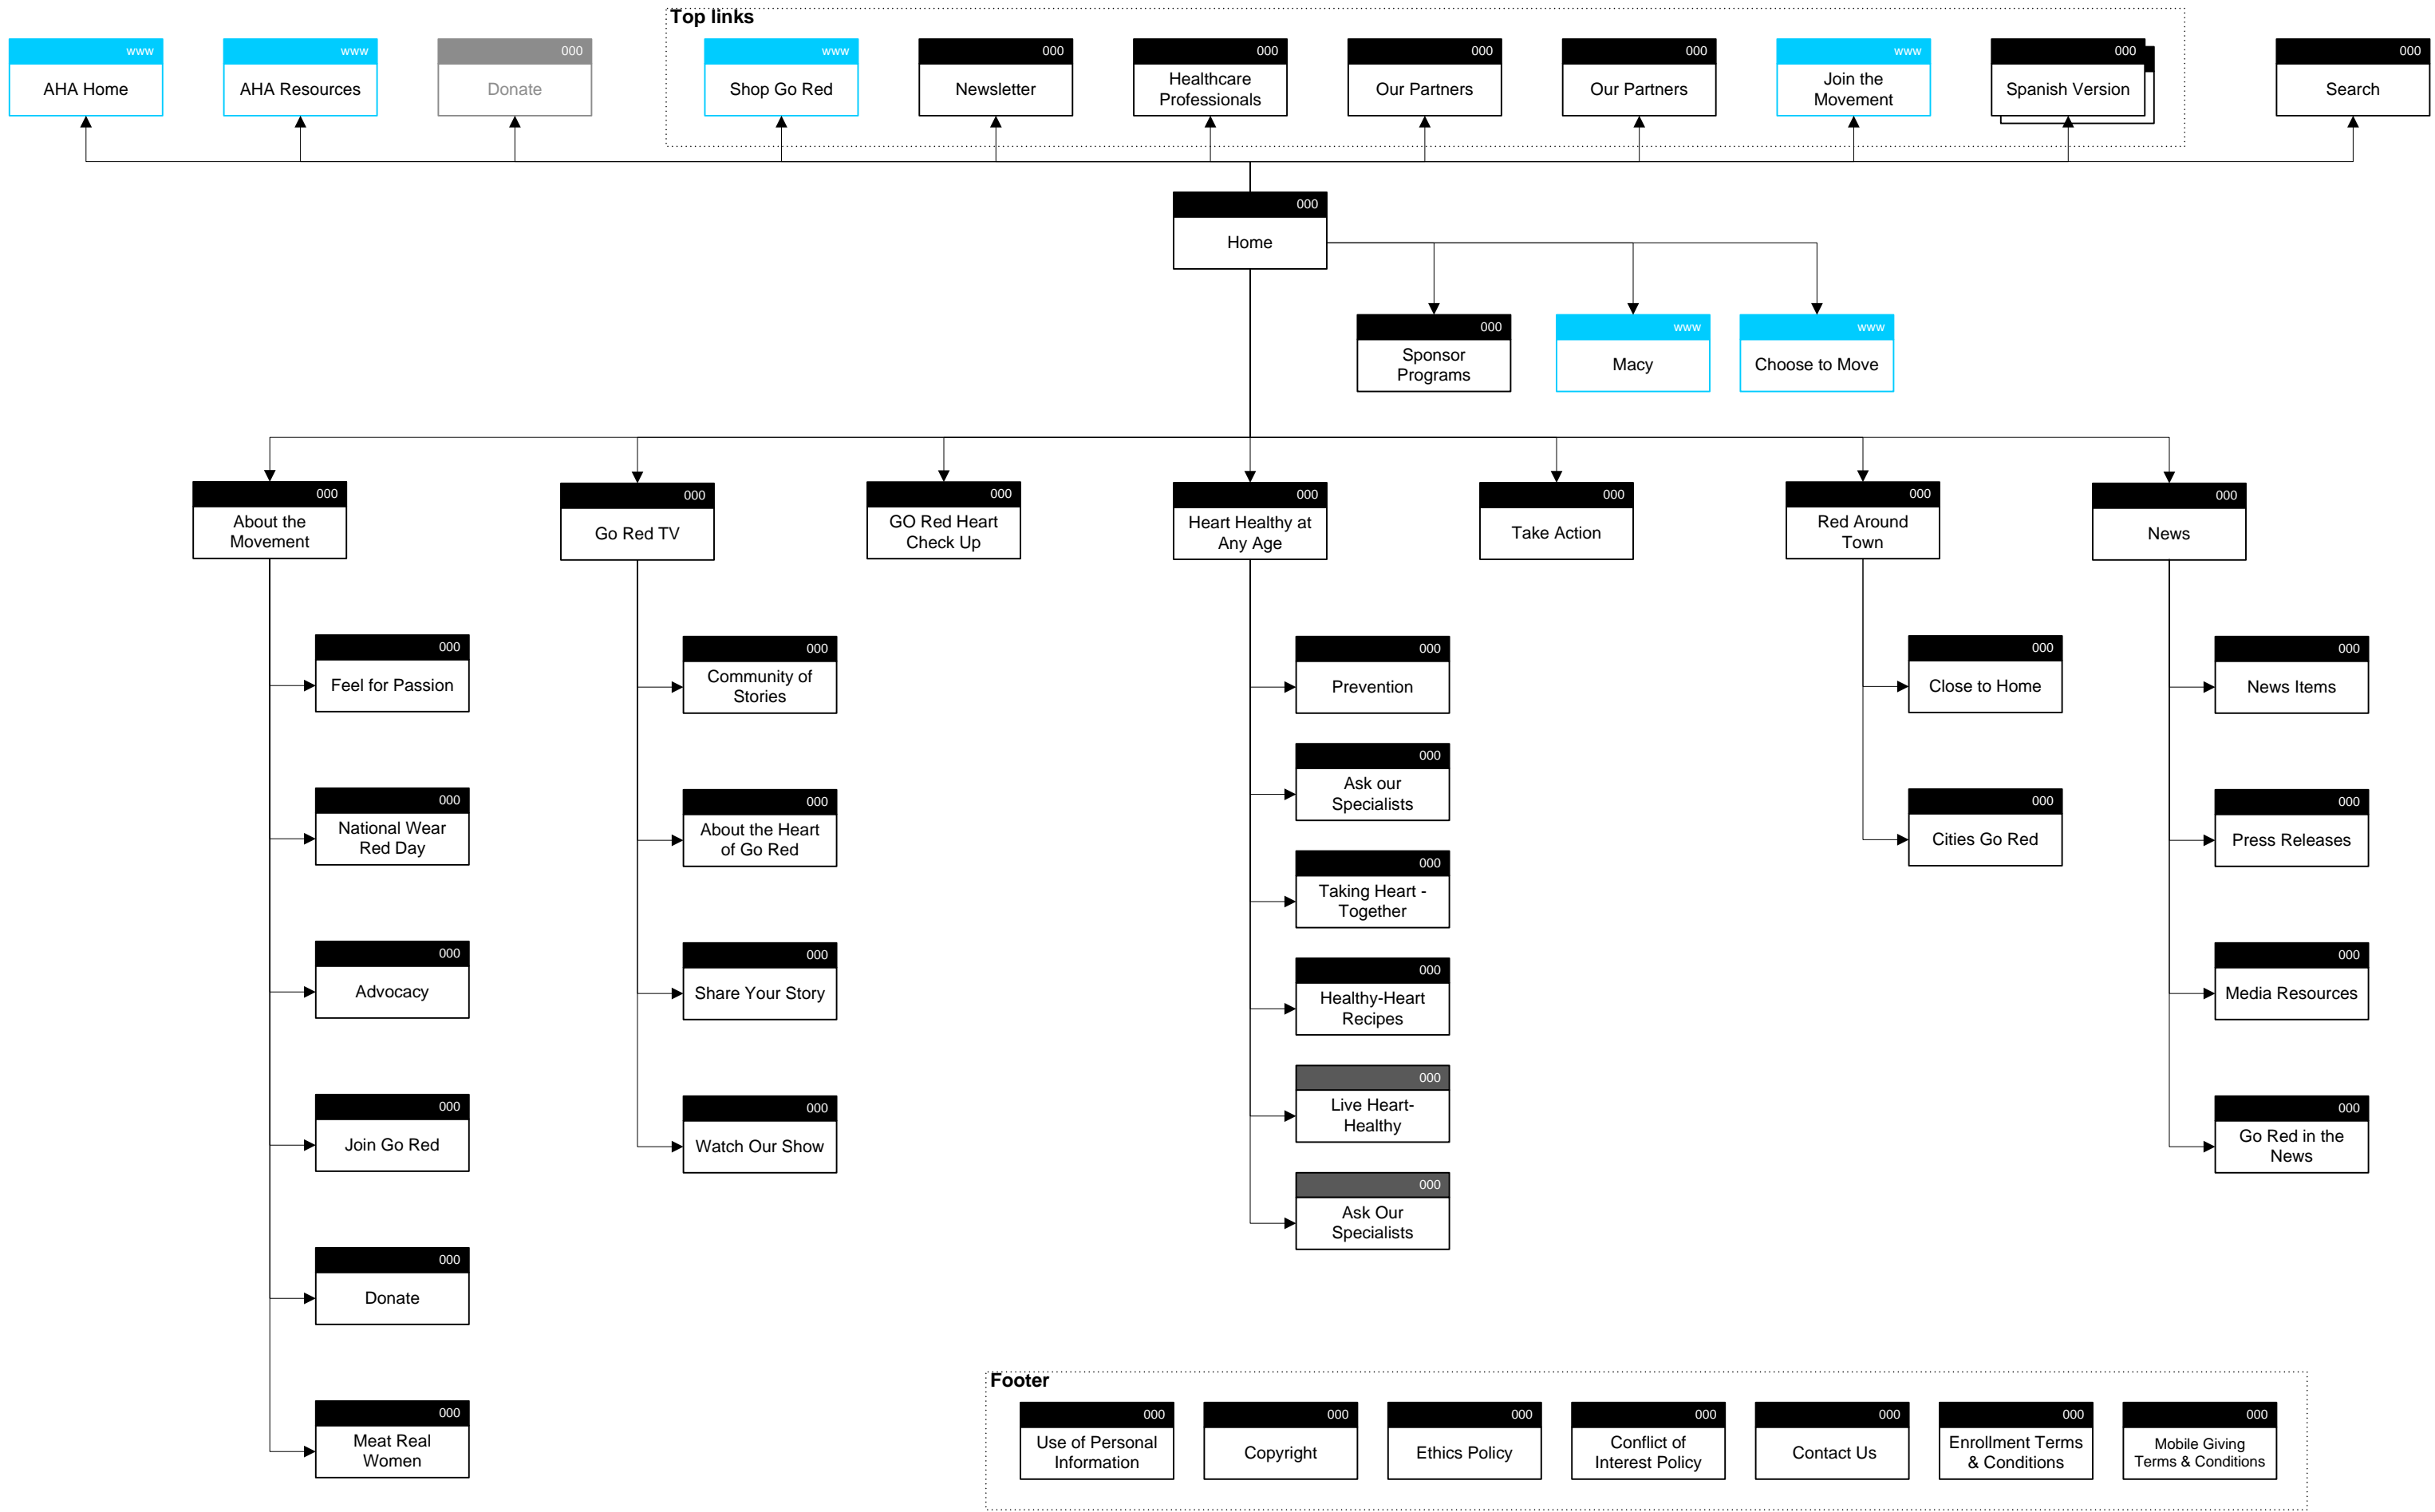 Top links
www
AHA Home
www
AHA Resources
000
Donate
www
Shop Go Red
000
Newsletter
000
Healthcare
Professionals
000
Our Partners
000
Our Partners
www
Join the
Movement
000
Spanish Version
000
Search
000
Home
000
Sponsor
Programs
www
Macy
www
Choose to Move
000
About the
Movement
000
Go Red TV
000
GO Red Heart
Check Up
000
Heart Healthy at
Any Age
000
Take Action
000
Red Around
Town
000
News
000
Feel for Passion
000
National Wear
Red Day
000
Advocacy
000
Join Go Red
000
Donate
000
Meat Real
Women
000
Community of
Stories
000
About the Heart
of Go Red
000
Share Your Story
000
Watch Our Show
000
Prevention
000
Ask our
Specialists
000
Taking Heart -
Together
000
Healthy-Heart
Recipes
000
Live Heart-
Healthy
000
Ask Our
Specialists
000
Close to Home
000
Cities Go Red
000
News Items
000
Press Releases
000
Media Resources
000
Go Red in the
News
Footer
000
Use of Personal
Information
000
Copyright
000
Ethics Policy
000
Conflict of
Interest Policy
000
Contact Us
000
Enrollment Terms
& Conditions
000
Mobile Giving
Terms & Conditions